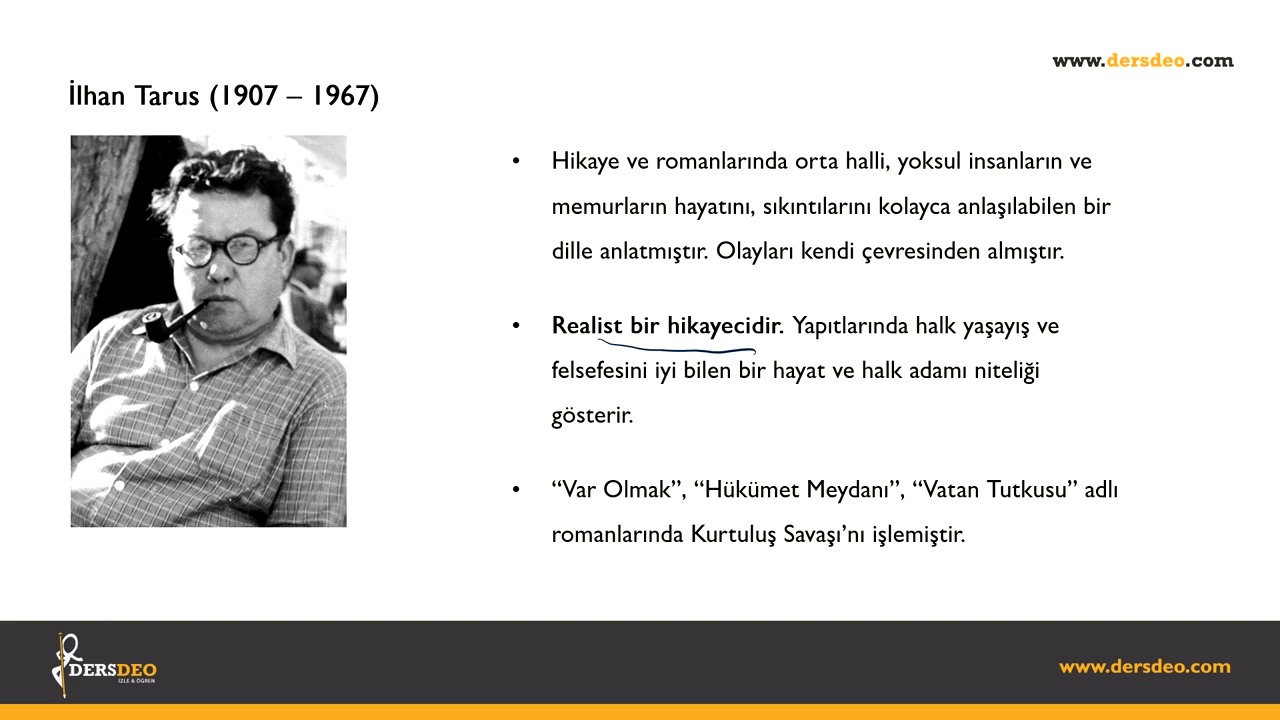 www.dersdeo.com
İlhan Tarus (1907 – 1967)
• Hikaye ve romanlarında orta halli, yoksul insanların ve
memurların hayatını, sıkıntılarını kolayca anlaşılabilen bir
dille anlatmıştır. Olayları kendi çevresinden almıştır.
• Realist bir hikayecidir. Yapıtlarında halk yaşayış ve
felsefesini iyi bilen bir hayat ve halk adamı niteliği
gösterir.
• “Var Olmak”, “Hükümet Meydanı”, “Vatan Tutkusu” adlı
romanlarında Kurtuluş Savaşı’nı işlemiştir.
DERSDEO
İZLE & ÖĞREN
www.dersdeo.com